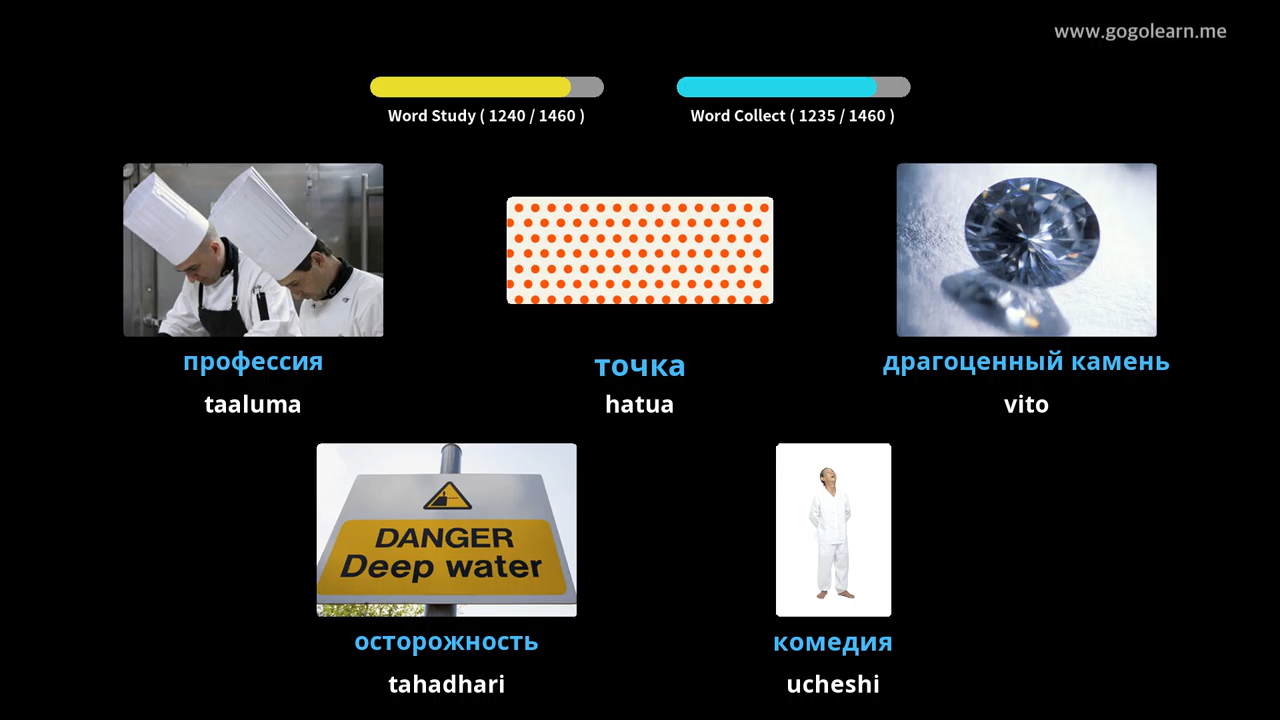 www.gogolearn.me
Word Study ( 1240 / 1460 )
Word Collect ( 1235 / 1460 )
профессия
taaluma
точка
hatua
драгоценный камень
vito
DANGER
Deep water
осторожность
tahadhari
комедия
ucheshi